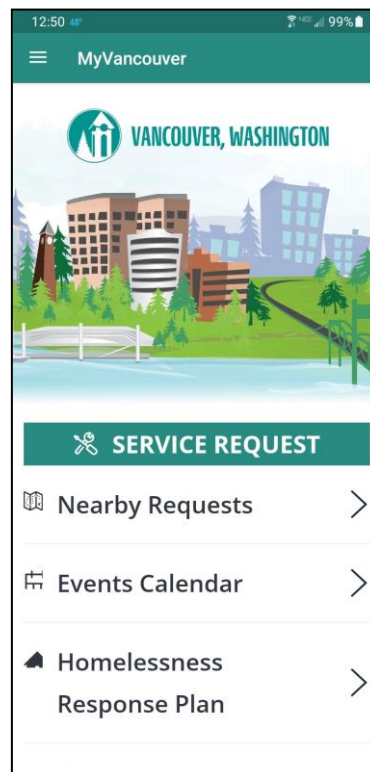 12:50 48° 99%
MyVancouver
VANCOUVER, WASHINGTON
SERVICE REQUEST
Nearby Requests
Events Calendar
Homelessness
Response Plan